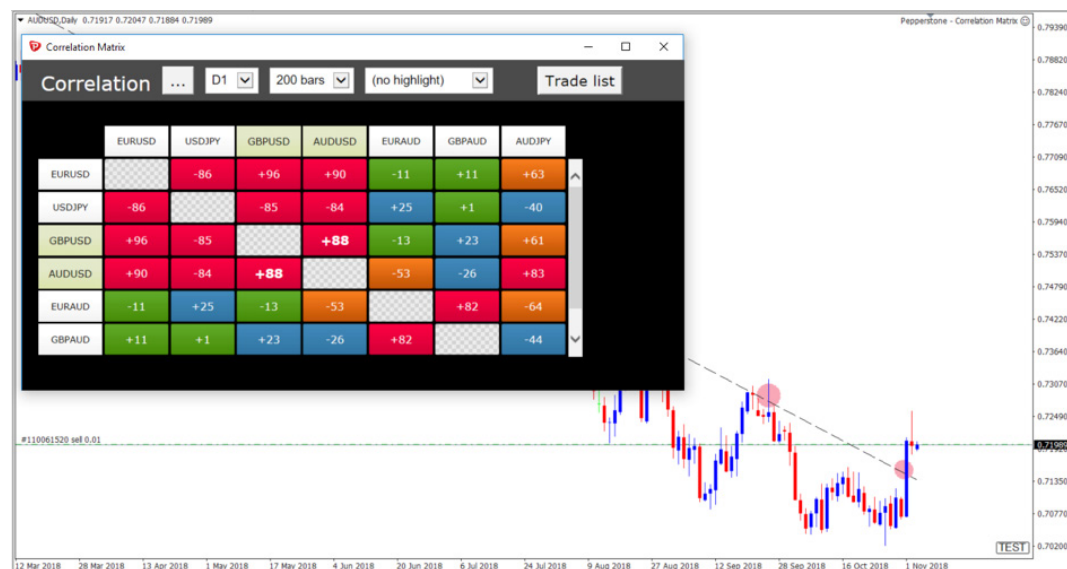 AUDUSD,Daily 0.71917 0.72047 0.71884 0.71989
Pepperstone - Correlation Matrix
Correlation Matrix
Correlation ... D1 200 bars (no highlight) Trade list
EURUSD USDJPY GBPUSD AUDUSD EURAUD GBPAUD AUDJPY
EURUSD -86 +96 +90 -11 +11 +63
USDJPY -86 -85 -84 +25 +1 -40
GBPUSD +96 -85 +88 -13 +23 +61
AUDUSD +90 -84 +88 -53 -26 +83
EURAUD -11 +25 -13 -53 +82 -64
GBPAUD +11 +1 +23 -26 +82 -44
0.79390
0.78820
0.78240
0.77670
0.77090
0.76520
0.75940
0.75370
0.74790
0.74220
0.73640
0.73070
0.72490
#110061520 sell 0.01
0.71989
0.71350
0.70770
0.70200
TEST
12 Mar 2018 28 Mar 2018 13 Apr 2018 1 May 2018 17 May 2018 4 Jun 2018 20 Jun 2018 6 Jul 2018 24 Jul 2018 9 Aug 2018 27 Aug 2018 12 Sep 2018 28 Sep 2018 16 Oct 2018 1 Nov 2018